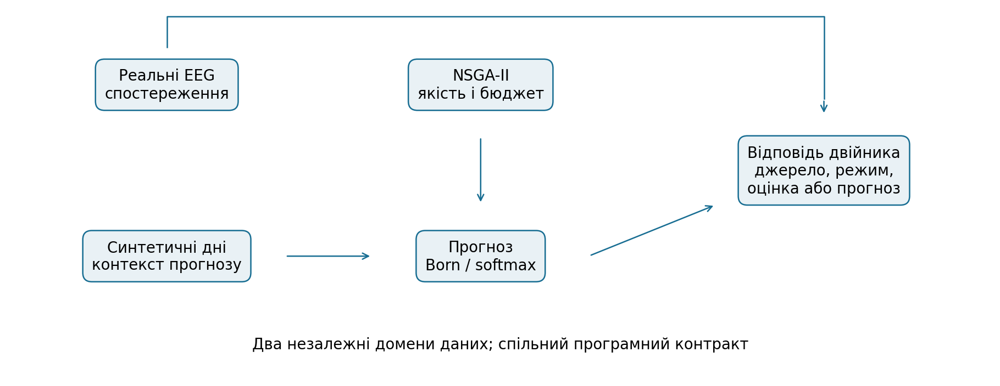 Реальні EEG
спостереження
NSGA-II
якість і бюджет
Відповідь двійника
джерело, режим,
оцінка або прогноз
Синтетичні дні
контекст прогнозу
Прогноз
Born / softmax
Два незалежні домени даних; спільний програмний контракт